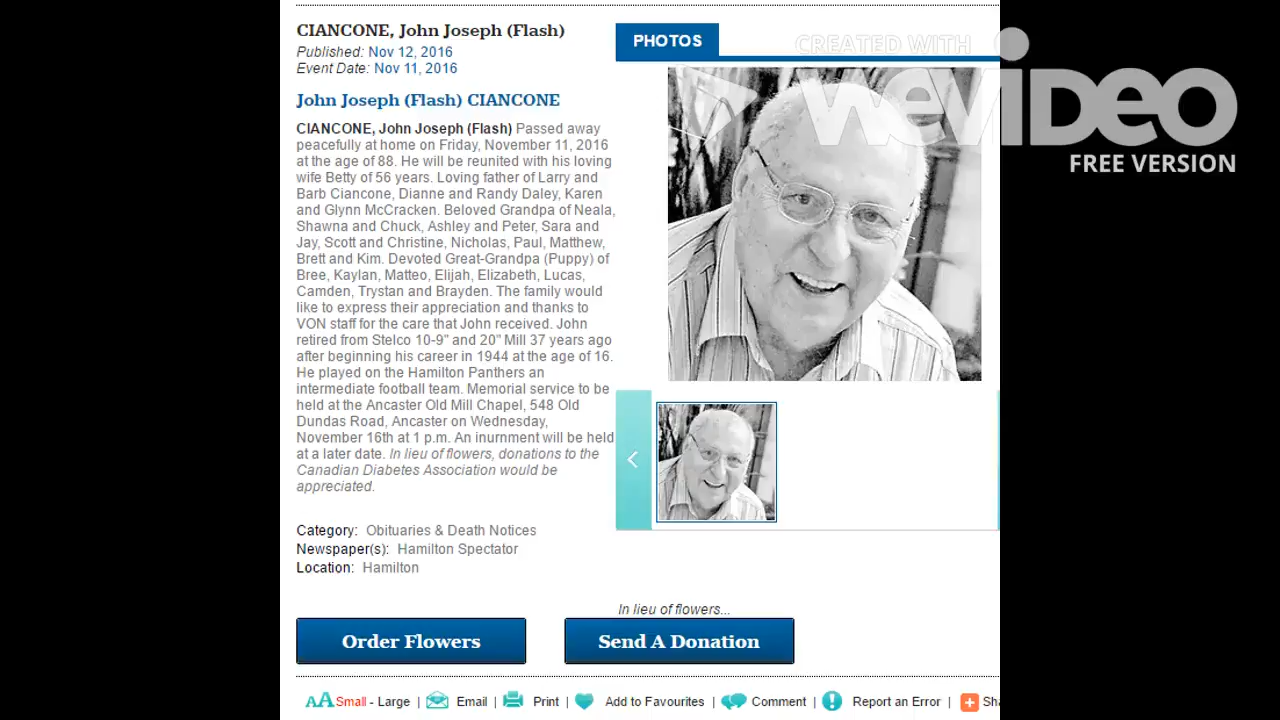 CIANCONE, John Joseph (Flash)
Published: Nov 12, 2016
Event Date: Nov 11, 2016
John Joseph (Flash) CIANCONE
CIANCONE, John Joseph (Flash) Passed away
peacefully at home on Friday, November 11, 2016
at the age of 88. He will be reunited with his loving
wife Betty of 56 years. Loving father of Larry and
Barb Ciancone, Dianne and Randy Daley, Karen
and Glynn McCracken. Beloved Grandpa of Neala,
Shawna and Chuck, Ashley and Peter, Sara and
Jay, Scott and Christine, Nicholas, Paul, Matthew,
Brett and Kim. Devoted Great-Grandpa (Puppy) of
Bree, Kaylan, Matteo, Elijah, Elizabeth, Lucas,
Camden, Trystan and Brayden. The family would
like to express their appreciation and thanks to
VON staff for the care that John received. John
retired from Stelco 10-9" and 20" Mill 37 years ago
after beginning his career in 1944 at the age of 16.
He played on the Hamilton Panthers an
intermediate football team. Memorial service to be
held at the Ancaster Old Mill Chapel, 548 Old
Dundas Road, Ancaster on Wednesday,
November 16th at 1 p.m. An inurnment will be held
at a later date. In lieu of flowers, donations to the
Canadian Diabetes Association would be
appreciated.
Category: Obituaries & Death Notices
Newspaper(s): Hamilton Spectator
Location: Hamilton
PHOTOS
CREATED WITH
WEVIDEO
FREE VERSION
In lieu of flowers...
Order Flowers
Send A Donation
AA Small - Large | Email | Print | Add to Favourites | Comment | Report an Error | Sha